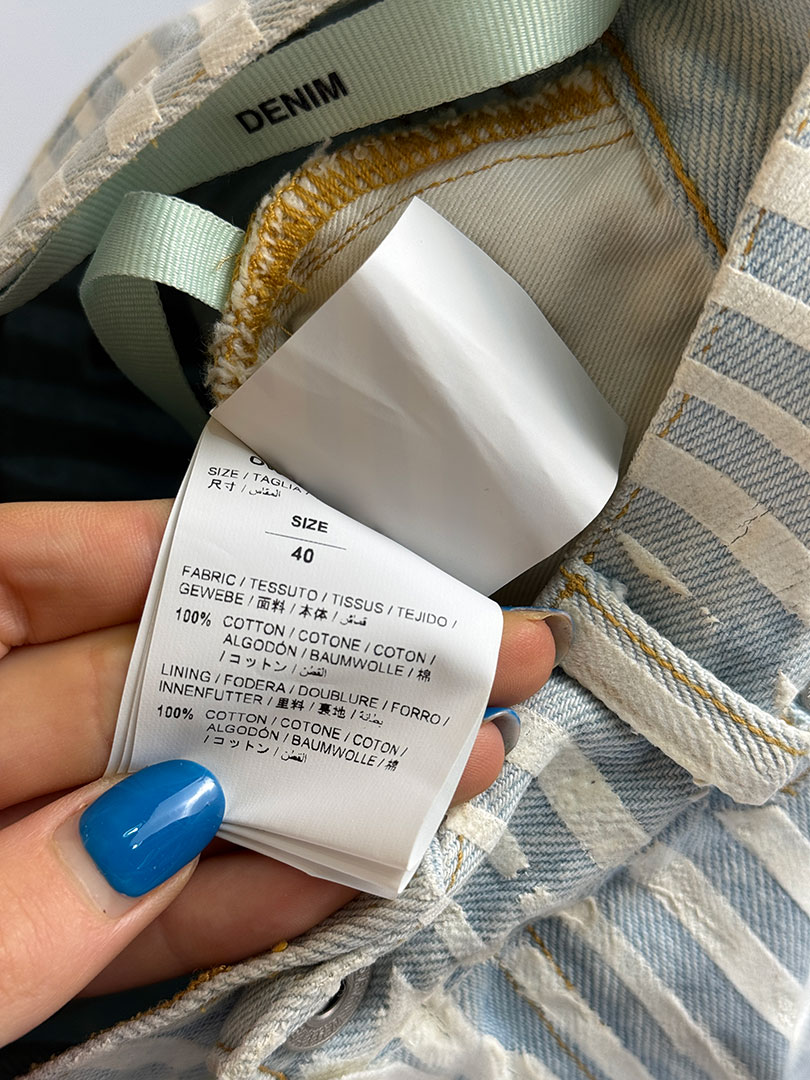 DENIM
SIZE / TAGLIA /
尺寸 / المقاس
SIZE
40
FABRIC / TESSUTO / TISSUS / TEJIDO /
GEWEBE / 面料 / 本体 / قماش
100% COTTON / COTONE / COTON /
ALGODÓN / BAUMWOLLE / 棉
/ コットン / القطن
LINING / FODERA / DOUBLURE / FORRO /
INNENFUTTER / 里料 / 裏地 / بطانة
100% COTTON / COTONE / COTON /
ALGODÓN / BAUMWOLLE / 棉
/ コットン / القطن